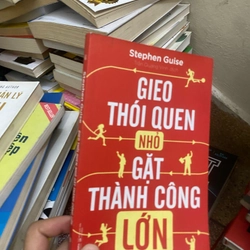 Stephen Guise
GIEO
THÓI QUEN
NHỎ
GẶT
THÀNH CÔNG
LỚN